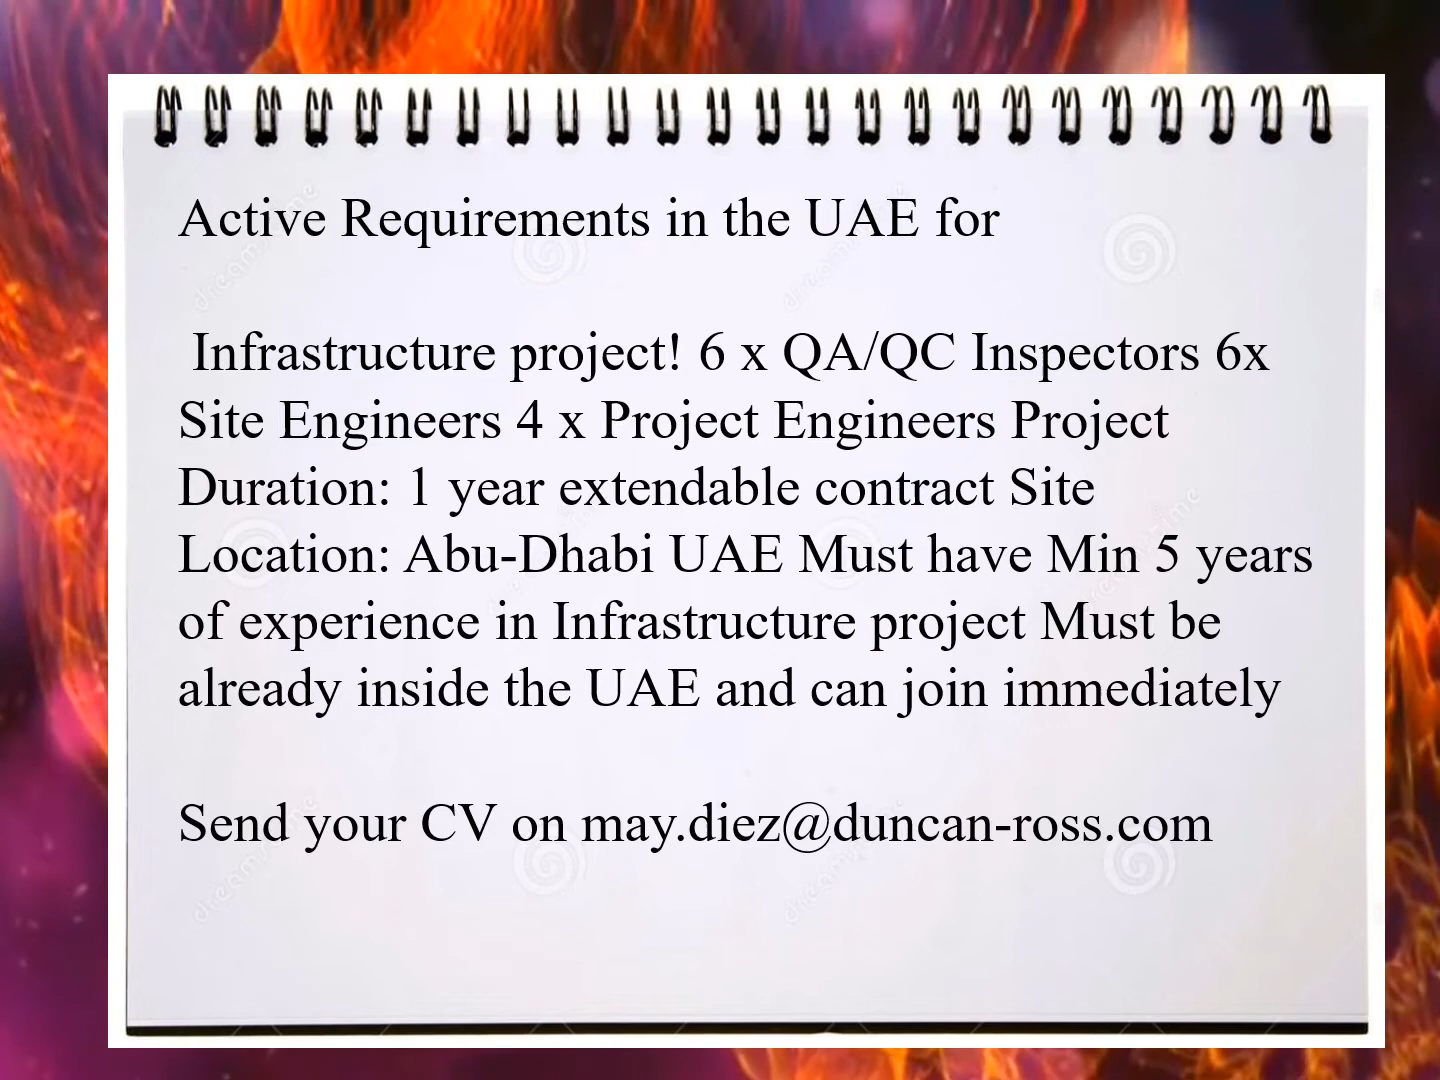 Active Requirements in the UAE for
Infrastructure project! 6 x QA/QC Inspectors 6x
Site Engineers 4 x Project Engineers Project
Duration: 1 year extendable contract Site
Location: Abu-Dhabi UAE Must have Min 5 years
of experience in Infrastructure project Must be
already inside the UAE and can join immediately
Send your CV on may.diez@duncan-ross.com